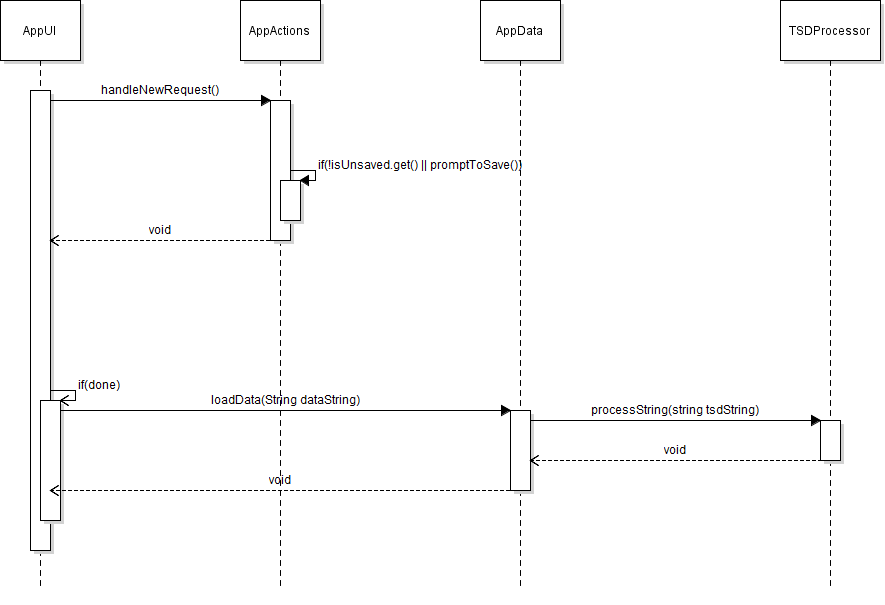 AppUI
AppActions
AppData
TSDProcessor
handleNewRequest()
if(!isUnsaved.get() || promptToSave())
void
if(done)
loadData(String dataString)
processString(string tsdString)
void
void